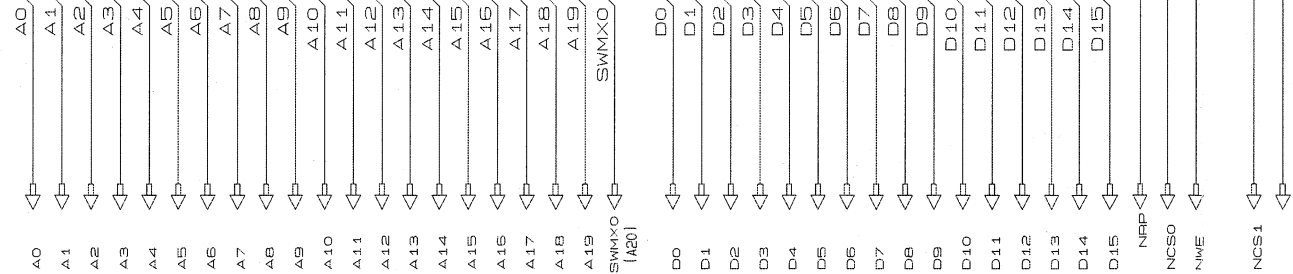 A0
A1
A2
A3
A4
A5
A6
A7
A8
A9
A10
A11
A12
A13
A14
A15
A16
A17
A18
A19
SWMX0
D0
D1
D2
D3
D4
D5
D6
D7
D8
D9
D10
D11
D12
D13
D14
D15
A0
A1
A2
A3
A4
A5
A6
A7
A8
A9
A10
A11
A12
A13
A14
A15
A16
A17
A18
A19
SWMX0
(A20)
D0
D1
D2
D3
D4
D5
D6
D7
D8
D9
D10
D11
D12
D13
D14
D15
NRP
NCS0
NWE
NCS1